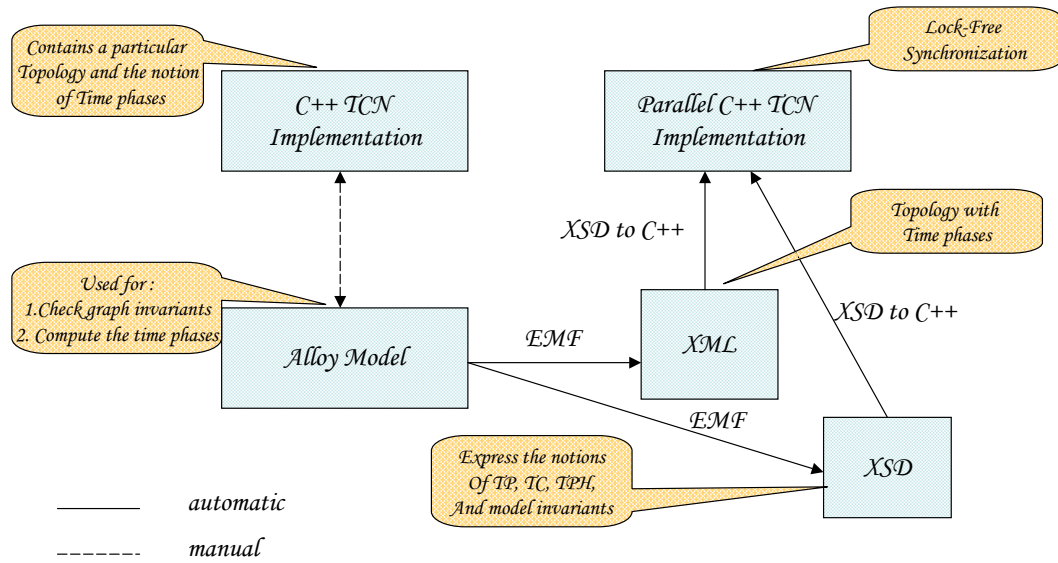 Contains a particular
Topology and the notion
of Time phases
C++ TCN
Implementation
Parallel C++ TCN
Implementation
Lock-Free
Synchronization
XSD to C++
Topology with
Time phases
Used for :
1.Check graph invariants
2. Compute the time phases
Alloy Model
EMF
XML
XSD to C++
EMF
Express the notions
Of TP, TC, TPH,
And model invariants
XSD
automatic
manual